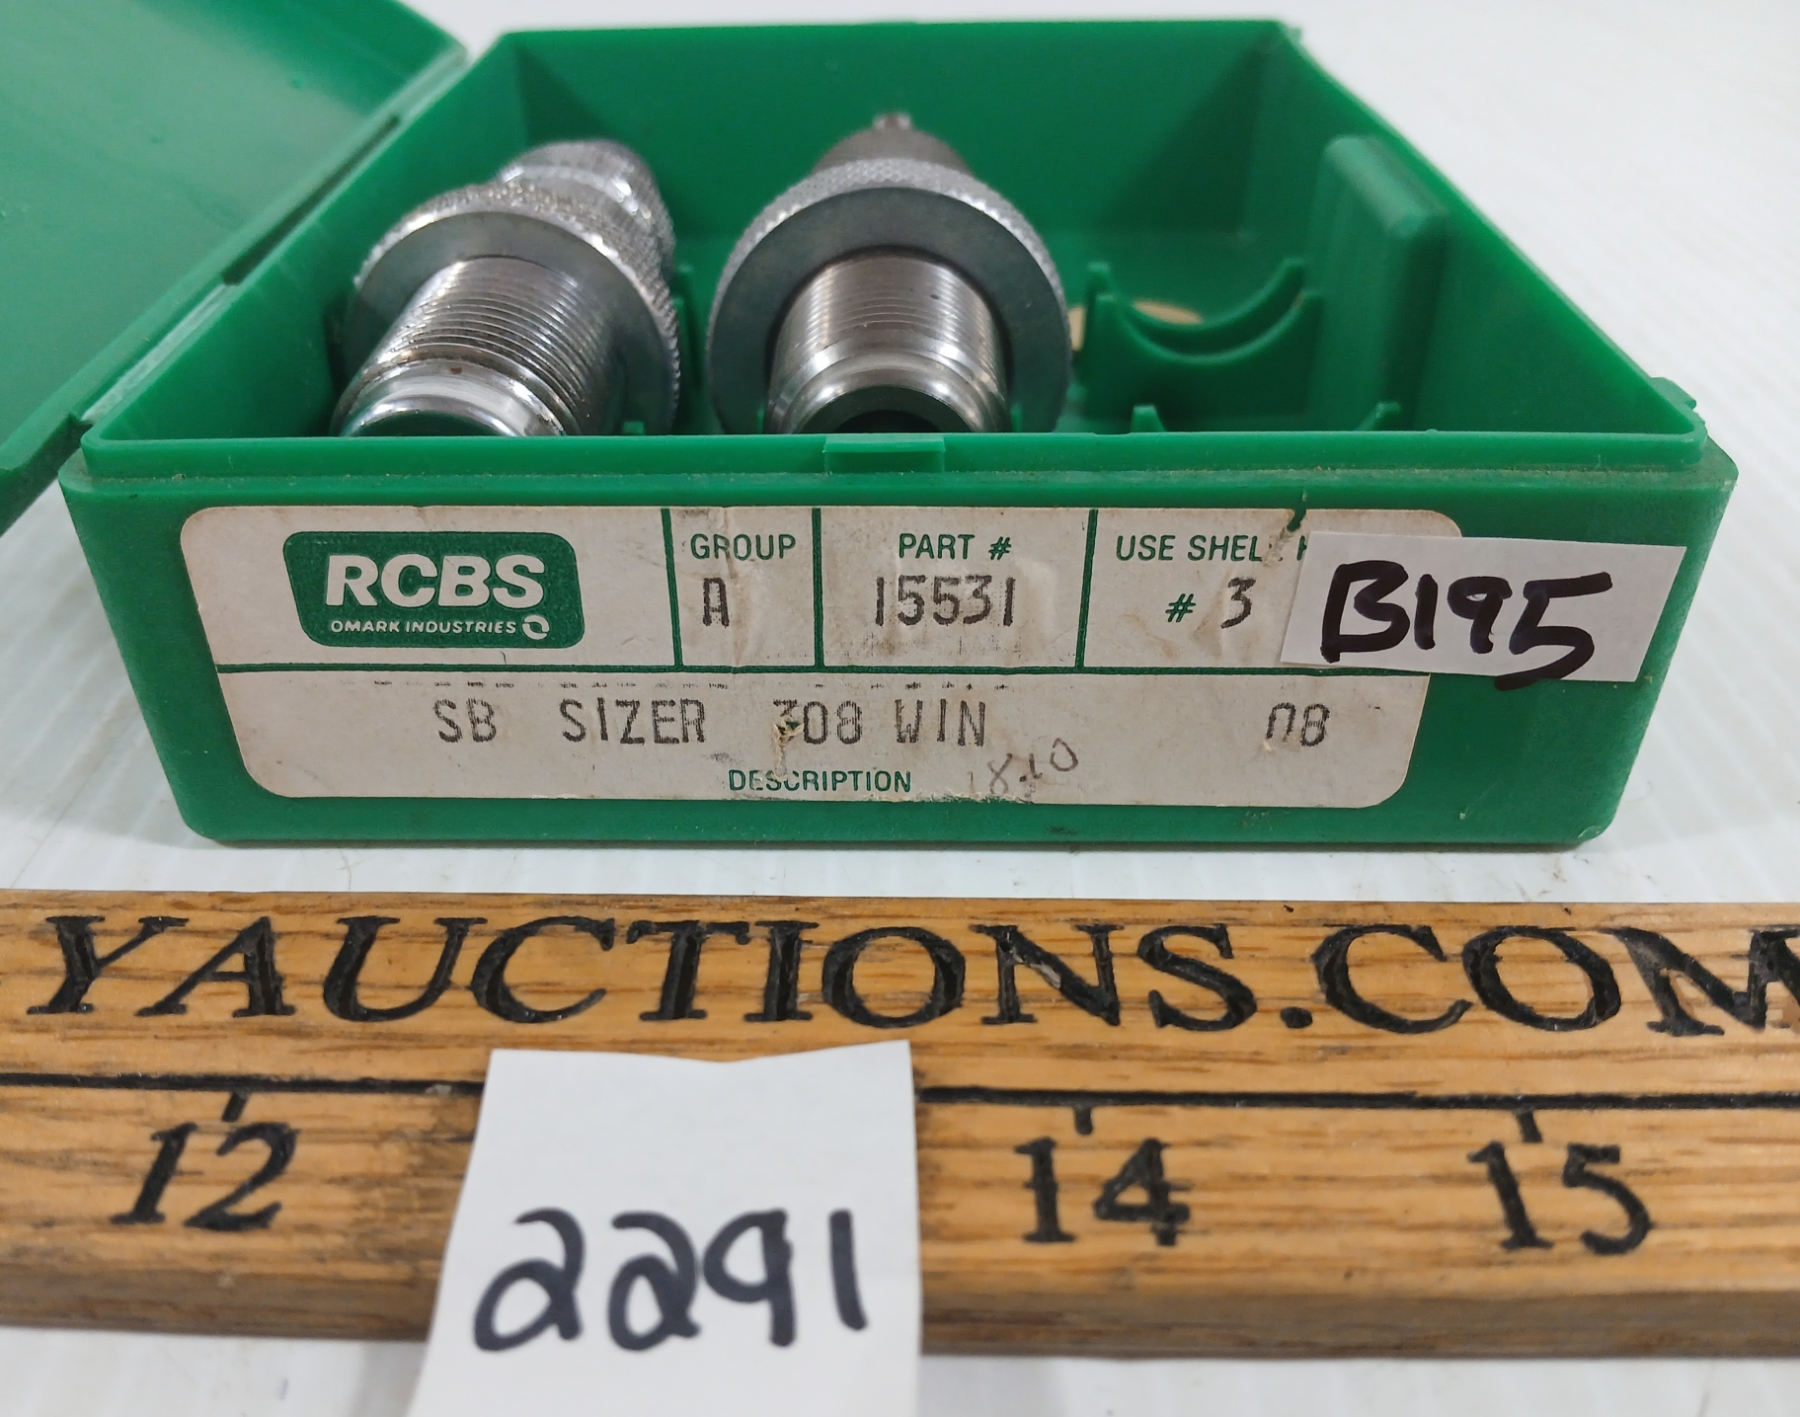 RCBS
OMARK INDUSTRIES
GROUP
A
PART #
15531
USE SHEL
# 3
B195
SB SIZER 308 WIN 08
DESCRIPTION
YAUCTIONS.COM
12 14 15
2291